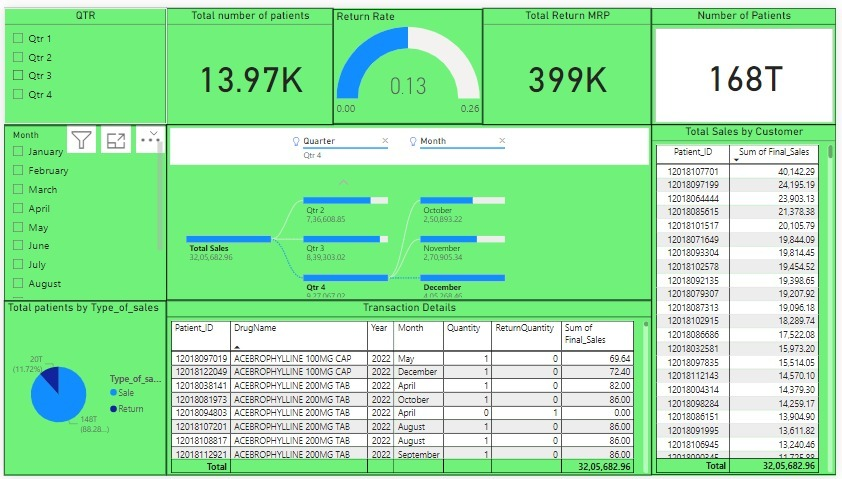 QTR
Qtr 1
Qtr 2
Qtr 3
Qtr 4
Total number of patients
13.97K
Return Rate
0.13
0.00
0.26
Total Return MRP
399K
Number of Patients
168T
Month
January
February
March
April
May
June
July
August
Quarter
Qtr 4
Month
Total Sales
32,05,682.96
Qtr 2
7,36,608.85
Qtr 3
8,39,303.02
Qtr 4
9,27,067.02
October
2,50,893.22
November
2,70,905.34
December
4,05,268.46
Total Sales by Customer
Patient_ID Sum of Final_Sales
12018107701 40,142.29
12018097199 24,195.19
12018064444 23,903.13
12018085615 21,378.38
12018101517 20,105.79
12018071649 19,844.09
12018093304 19,814.45
12018102578 19,454.52
12018092135 19,398.65
12018079307 19,207.92
12018087313 19,096.18
12018102915 18,289.74
12018086686 17,522.08
12018032581 15,973.20
12018097835 15,514.05
12018112143 14,570.10
12018004314 14,379.30
12018098284 14,259.17
12018086151 13,904.90
12018091995 13,611.82
12018106945 13,240.46
Total 32,05,682.96
Total patients by Type_of_sales
20T
(11.72%)
148T
(88.28...)
Type_of_sa...
Sale
Return
Transaction Details
Patient_ID DrugName Year Month Quantity ReturnQuantity Sum of
Final_Sales
12018097019 ACEBROPHYLLINE 100MG CAP 2022 May 1 0 69.64
12018122049 ACEBROPHYLLINE 100MG CAP 2022 December 1 0 72.40
12018038141 ACEBROPHYLLINE 200MG TAB 2022 April 1 0 82.00
12018081973 ACEBROPHYLLINE 200MG TAB 2022 October 1 0 86.00
12018094803 ACEBROPHYLLINE 200MG TAB 2022 April 0 1 0.00
12018107201 ACEBROPHYLLINE 200MG TAB 2022 August 1 0 86.00
12018108817 ACEBROPHYLLINE 200MG TAB 2022 August 1 0 86.00
12018112921 ACEBROPHYLLINE 200MG TAB 2022 September 1 0 86.00
Total 32,05,682.96